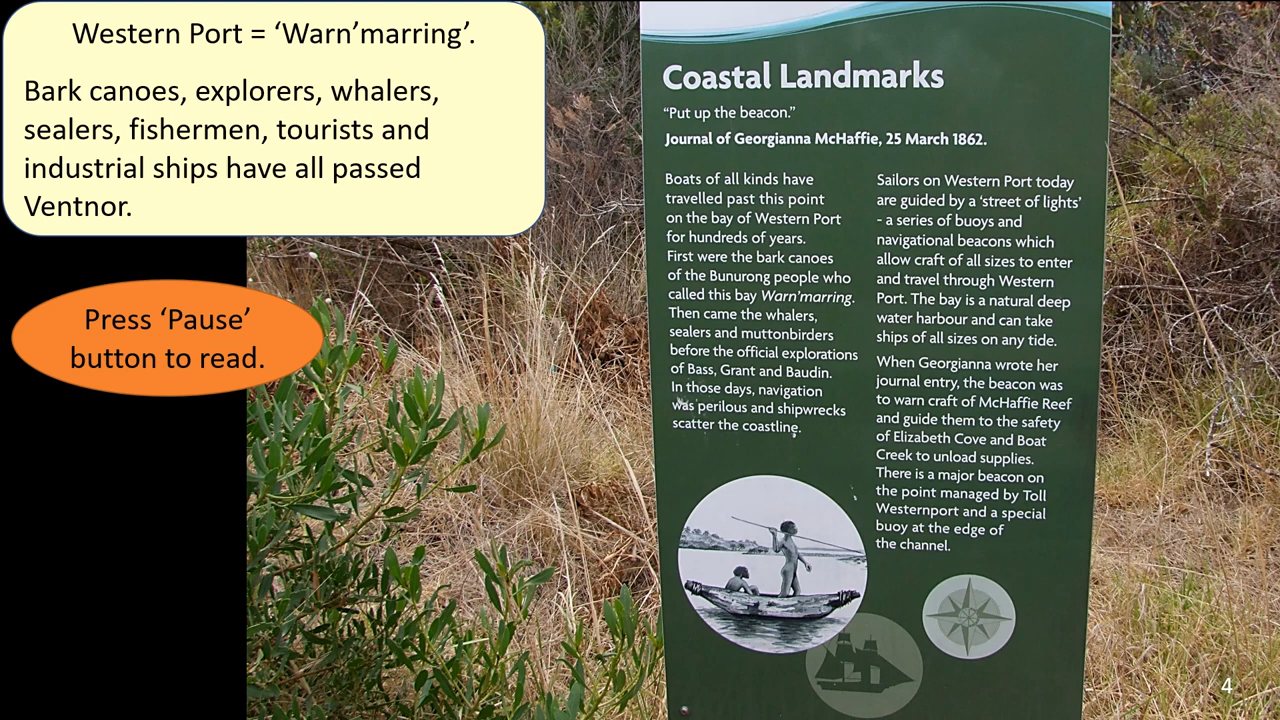 Western Port = ‘Warn’marring’.
Bark canoes, explorers, whalers,
sealers, fishermen, tourists and
industrial ships have all passed
Ventnor.
Press ‘Pause’
button to read.
Coastal Landmarks
“Put up the beacon.”
Journal of Georgianna McHaffie, 25 March 1862.
Boats of all kinds have
travelled past this point
on the bay of Western Port
for hundreds of years.
First were the bark canoes
of the Bunurong people who
called this bay Warn’marring.
Then came the whalers,
sealers and muttonbirders
before the official explorations
of Bass, Grant and Baudin.
In those days, navigation
was perilous and shipwrecks
scatter the coastline.
Sailors on Western Port today
are guided by a ‘street of lights’
- a series of buoys and
navigational beacons which
allow craft of all sizes to enter
and travel through Western
Port. The bay is a natural deep
water harbour and can take
ships of all sizes on any tide.
When Georgianna wrote her
journal entry, the beacon was
to warn craft of McHaffie Reef
and guide them to the safety
of Elizabeth Cove and Boat
Creek to unload supplies.
There is a major beacon on
the point managed by Toll
Westernport and a special
buoy at the edge of
the channel.
4